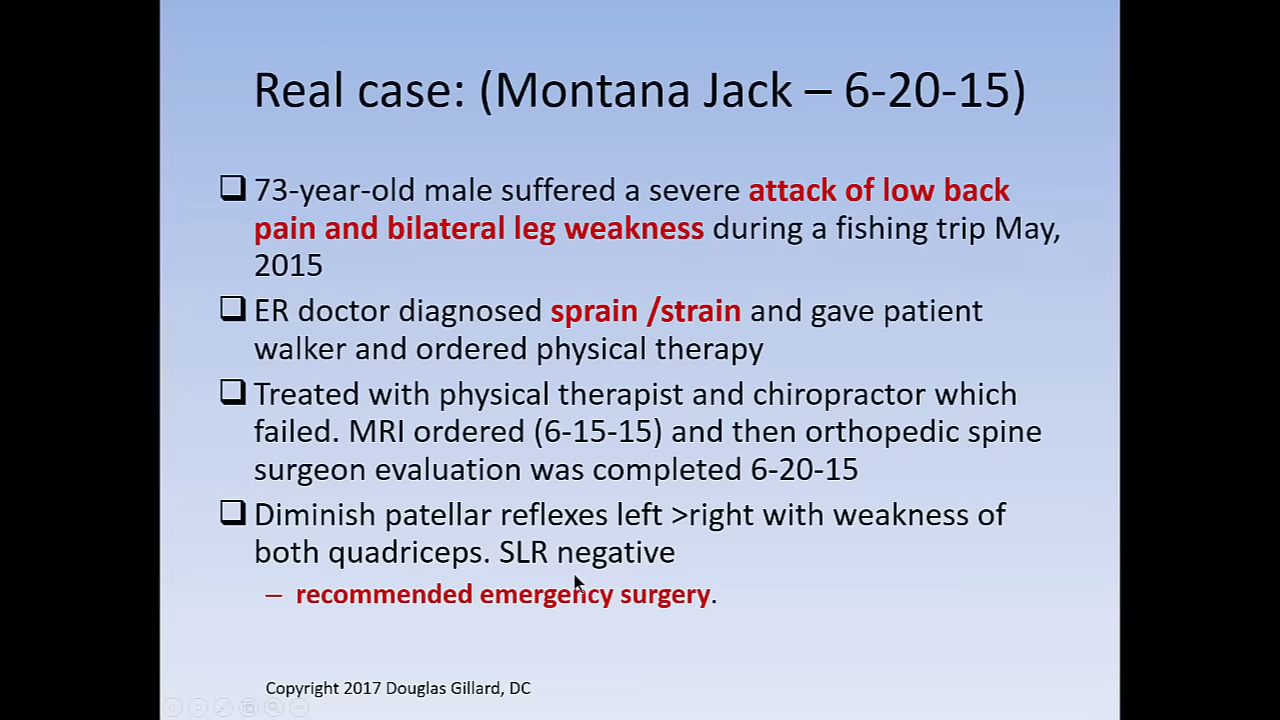 Real case: (Montana Jack – 6-20-15)
❑ 73-year-old male suffered a severe attack of low back
pain and bilateral leg weakness during a fishing trip May,
2015
❑ ER doctor diagnosed sprain /strain and gave patient
walker and ordered physical therapy
❑ Treated with physical therapist and chiropractor which
failed. MRI ordered (6-15-15) and then orthopedic spine
surgeon evaluation was completed 6-20-15
❑ Diminish patellar reflexes left >right with weakness of
both quadriceps. SLR negative
– recommended emergency surgery.
Copyright 2017 Douglas Gillard, DC